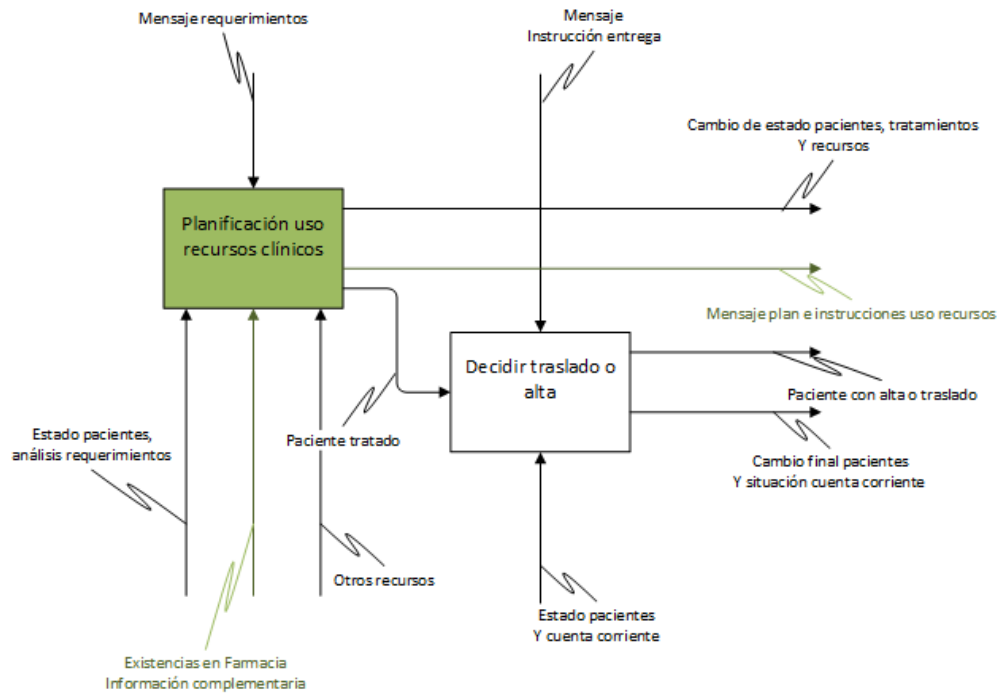 Mensaje requerimientos
Mensaje
Instrucción entrega
Cambio de estado pacientes, tratamientos
Y recursos
Planificación uso
recursos clínicos
Mensaje plan e instrucciones uso recursos
Decidir traslado o
alta
Paciente con alta o traslado
Estado pacientes,
análisis requerimientos
Paciente tratado
Cambio final pacientes
Y situación cuenta corriente
Otros recursos
Estado pacientes
Y cuenta corriente
Existencias en Farmacia
Información complementaria